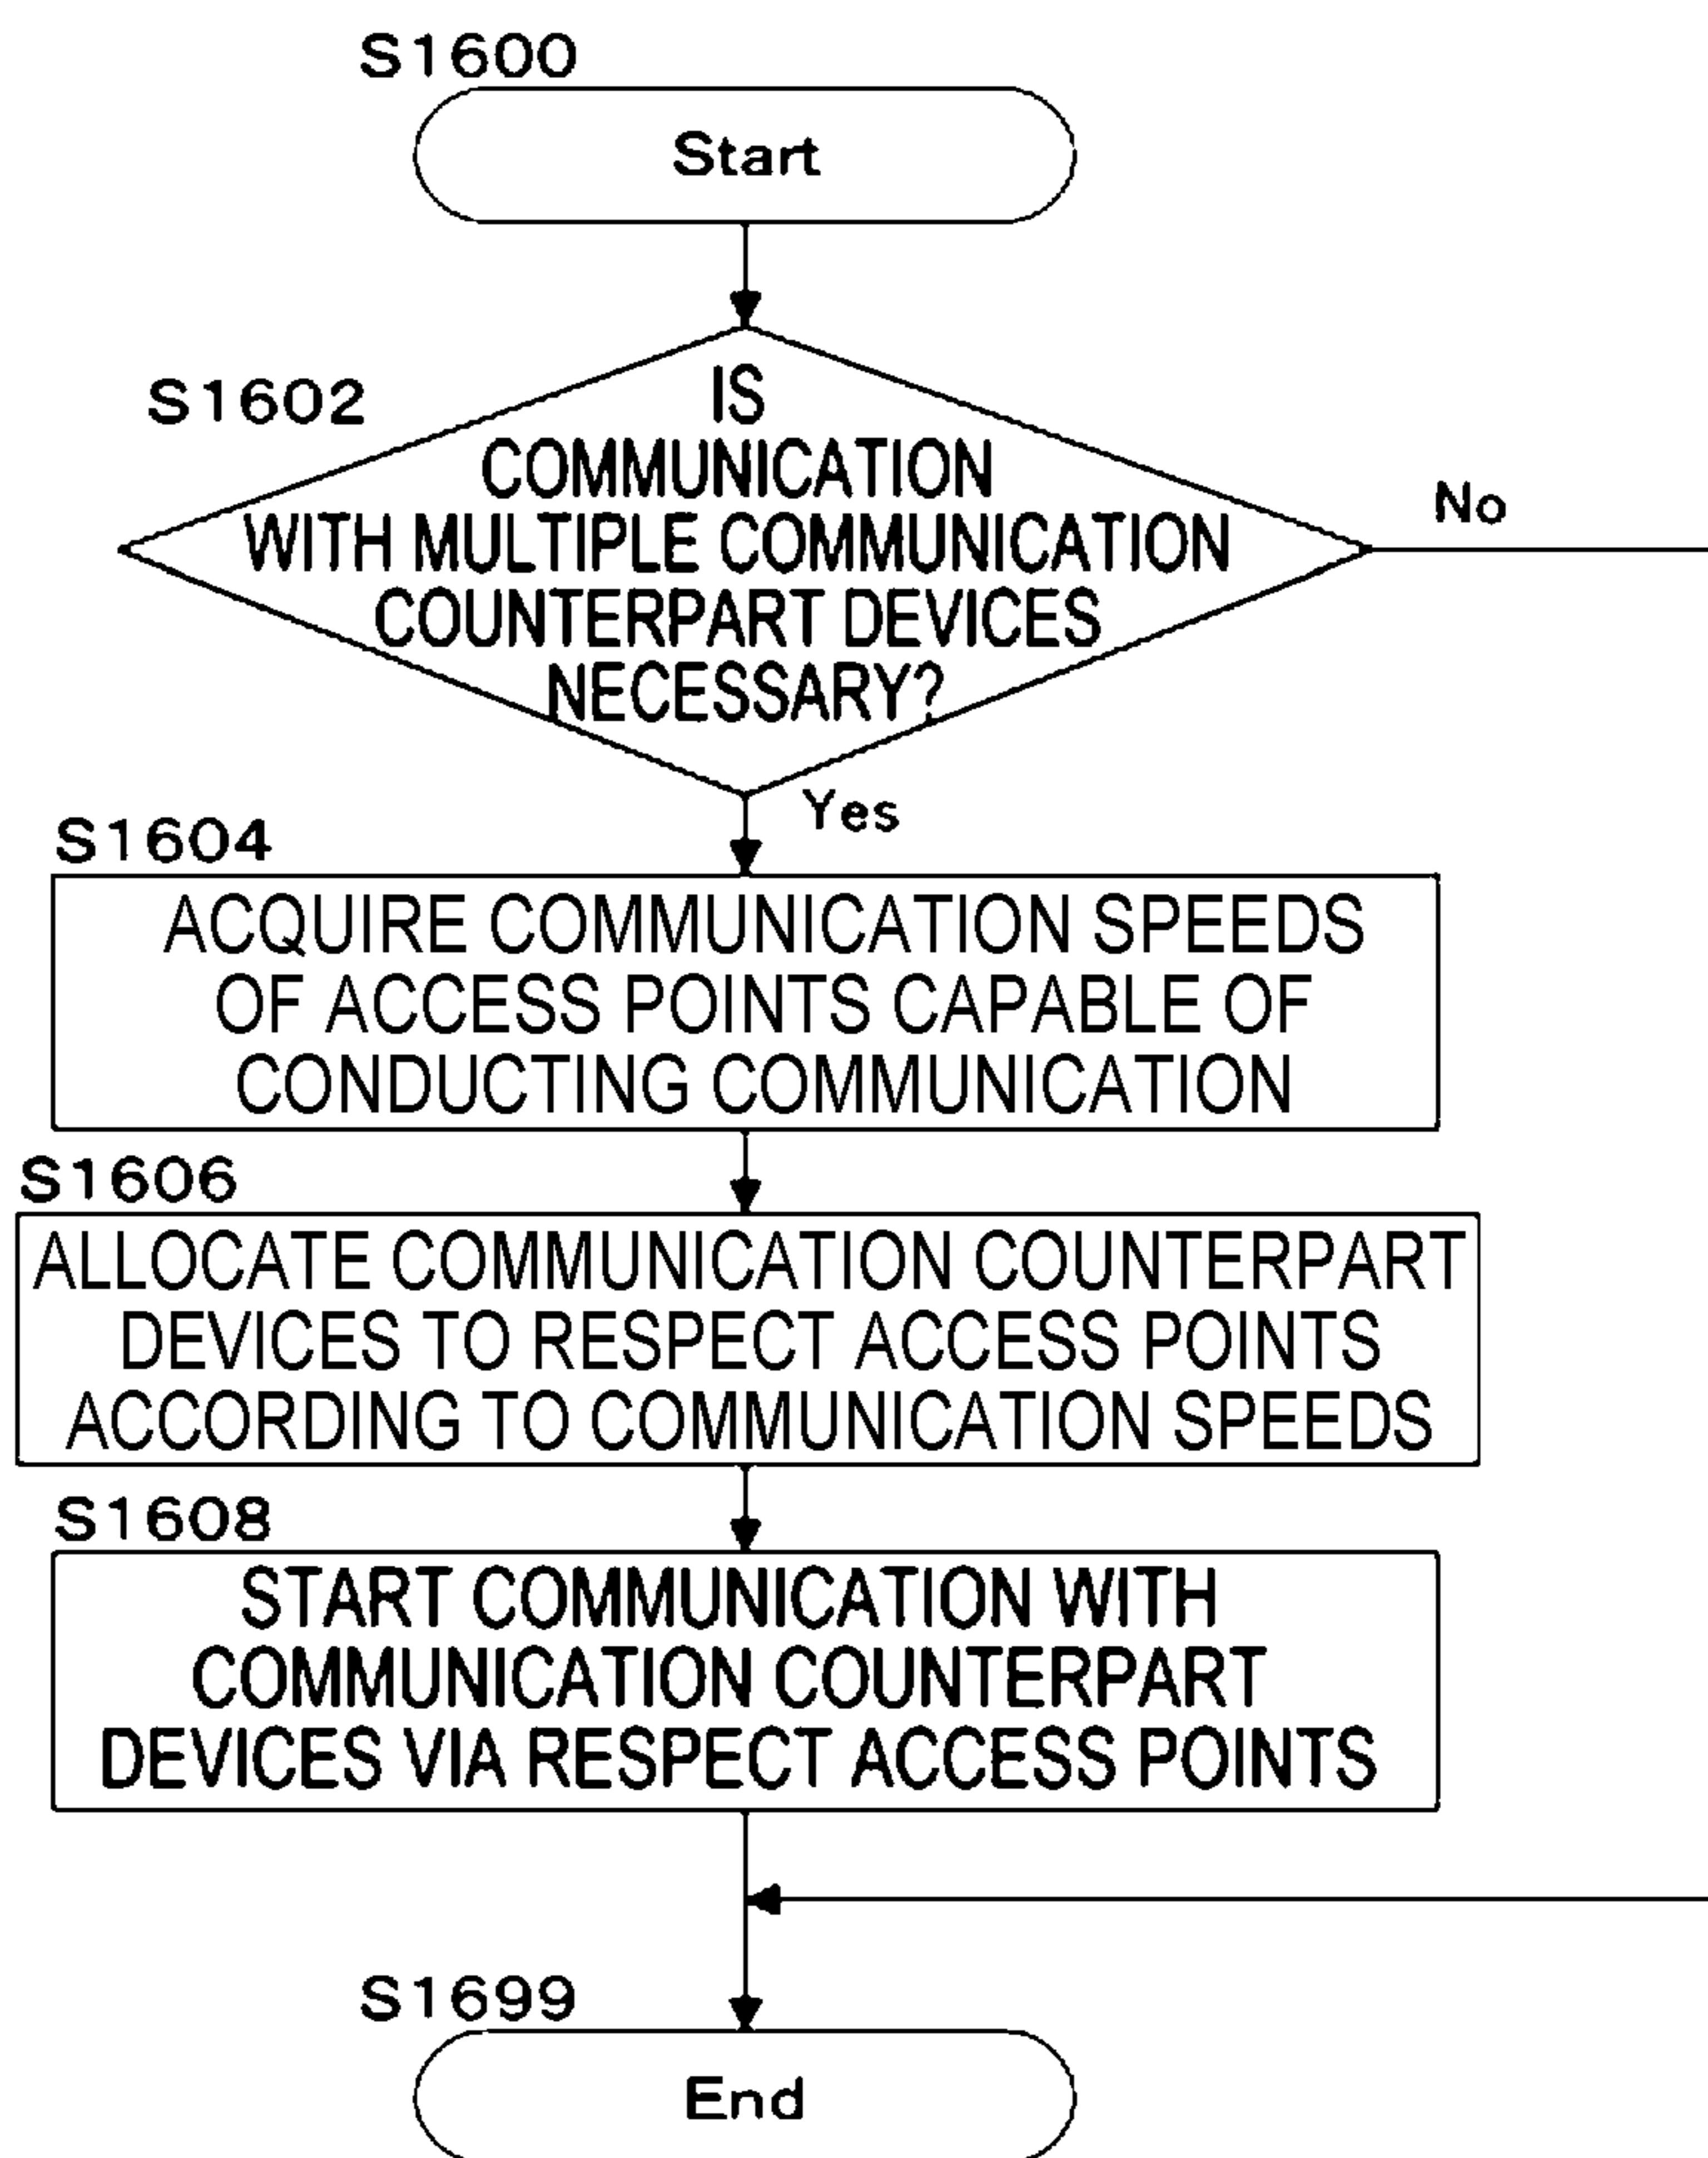 S1600
Start
S1602
IS
COMMUNICATION
WITH MULTIPLE COMMUNICATION
COUNTERPART DEVICES
NECESSARY?
No
Yes
S1604
ACQUIRE COMMUNICATION SPEEDS
OF ACCESS POINTS CAPABLE OF
CONDUCTING COMMUNICATION
S1606
ALLOCATE COMMUNICATION COUNTERPART
DEVICES TO RESPECT ACCESS POINTS
ACCORDING TO COMMUNICATION SPEEDS
S1608
START COMMUNICATION WITH
COMMUNICATION COUNTERPART
DEVICES VIA RESPECT ACCESS POINTS
S1699
End